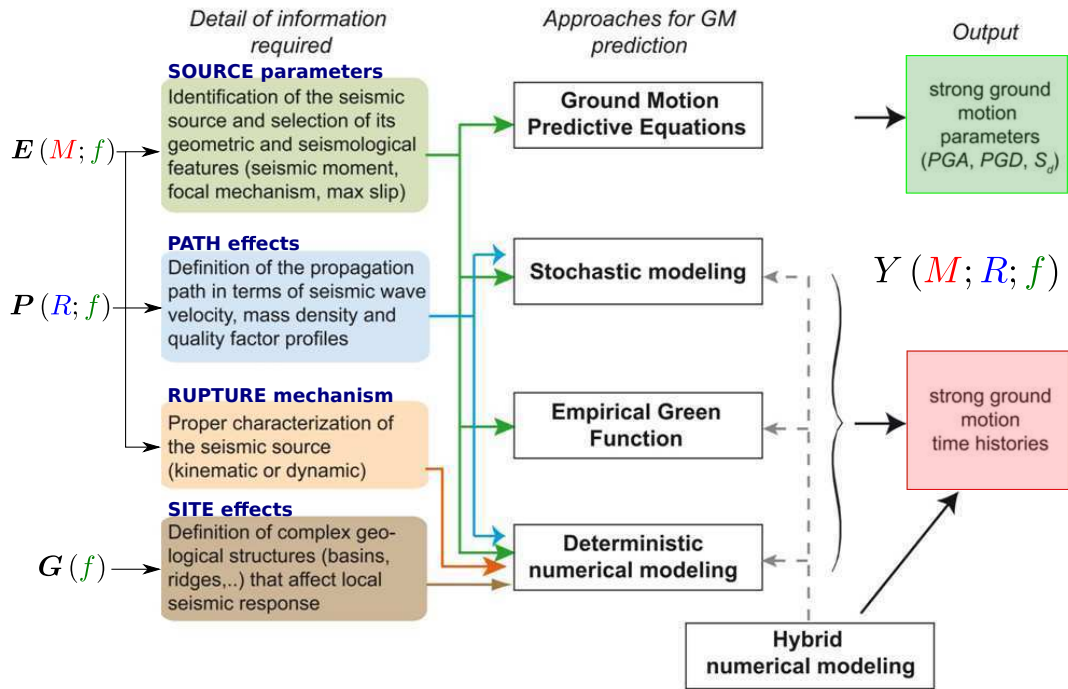 Detail of information
required
Approaches for GM
prediction
Output
SOURCE parameters
Identification of the seismic
source and selection of its
geometric and seismological
features (seismic moment,
focal mechanism, max slip)
E (M; f)
Ground Motion
Predictive Equations
strong ground
motion
parameters
(PGA, PGD, S_d)
PATH effects
Definition of the propagation
path in terms of seismic wave
velocity, mass density and
quality factor profiles
P (R; f)
Stochastic modeling
Y (M; R; f)
RUPTURE mechanism
Proper characterization of
the seismic source
(kinematic or dynamic)
Empirical Green
Function
strong ground
motion
time histories
SITE effects
Definition of complex geo-
logical structures (basins,
ridges,..) that affect local
seismic response
G (f)
Deterministic
numerical modeling
Hybrid
numerical modeling